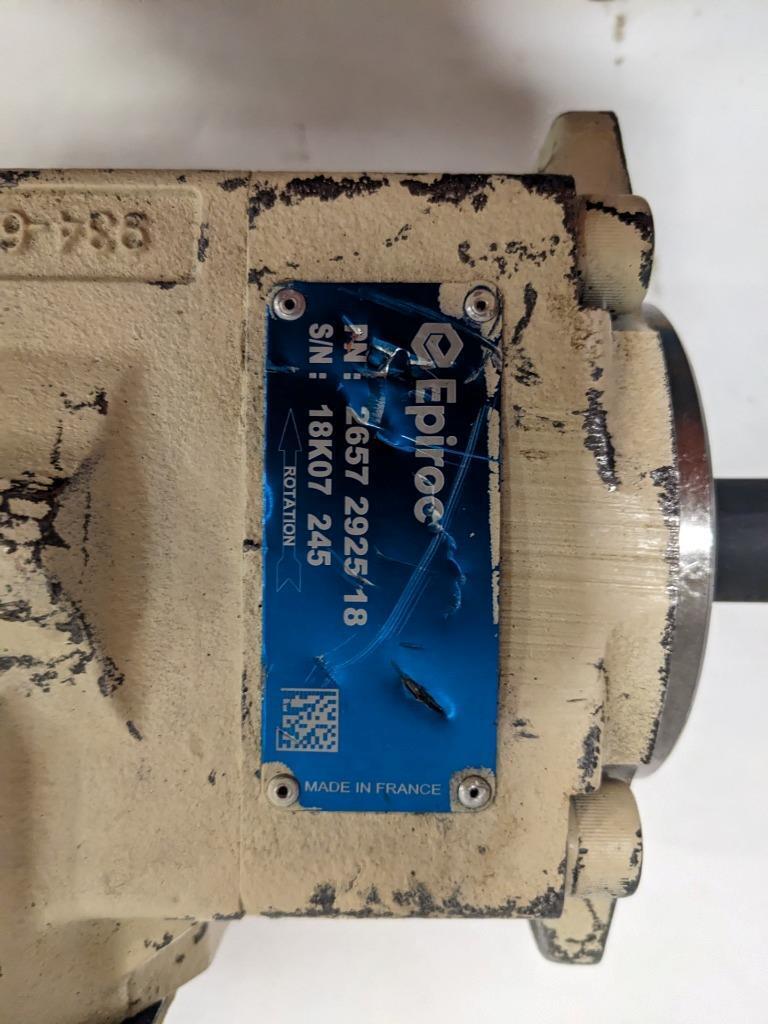 Epiroc
PN: 2657 2925 18
S/N: 18K07 245
ROTATION
MADE IN FRANCE
934-6